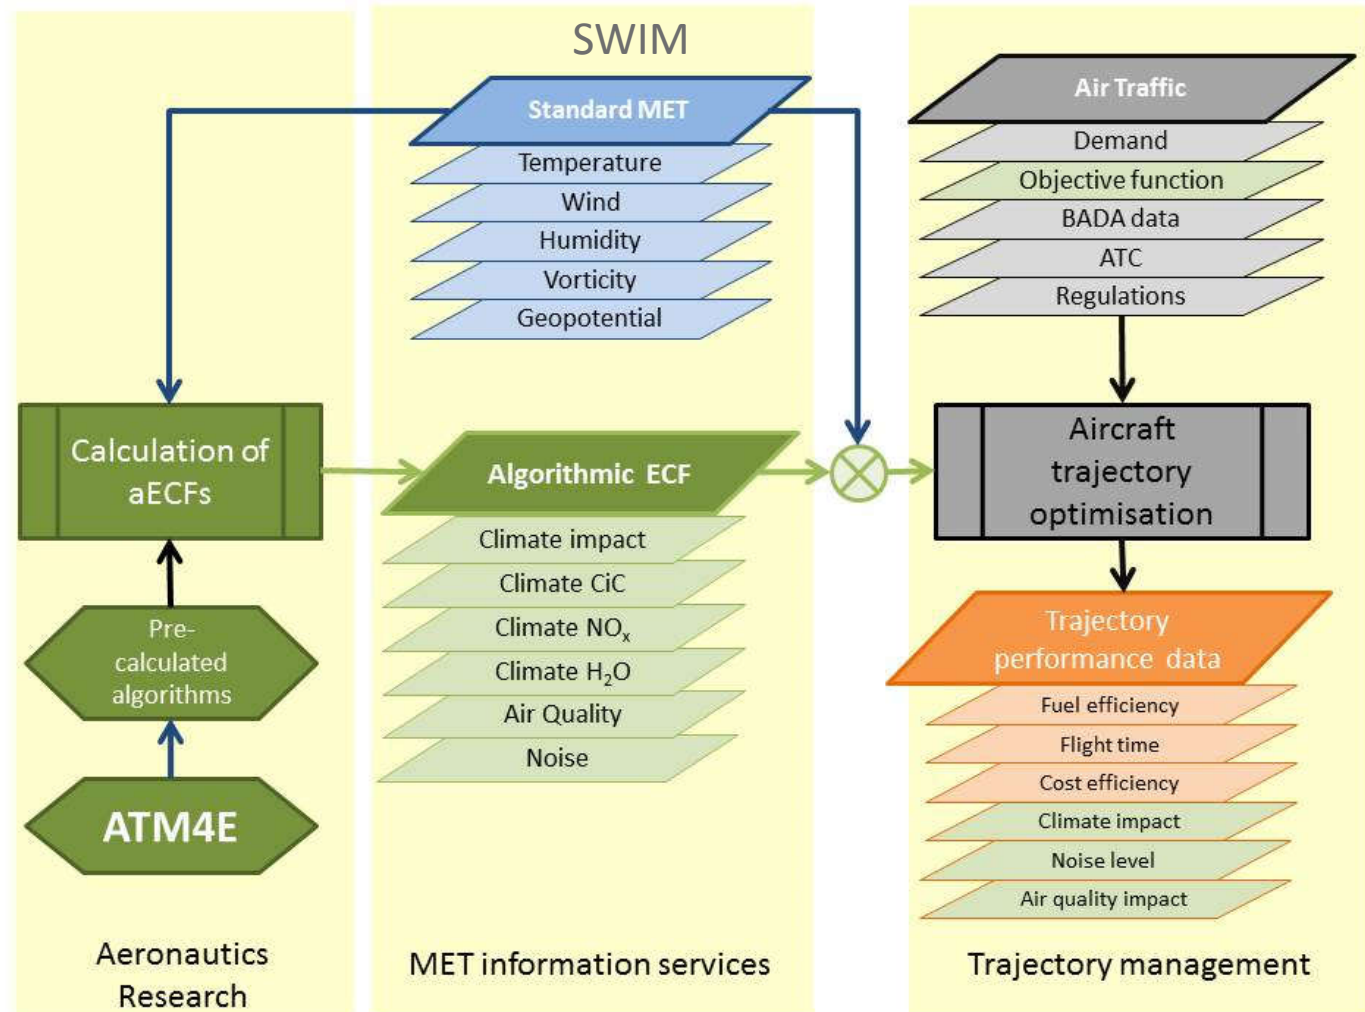 SWIM
Standard MET
Temperature
Wind
Humidity
Vorticity
Geopotential
Air Traffic
Demand
Objective function
BADA data
ATC
Regulations
Calculation of
aECFs
Pre-
calculated
algorithms
ATM4E
Algorithmic ECF
Climate impact
Climate CiC
Climate NOₓ
Climate H₂O
Air Quality
Noise
Aircraft
trajectory
optimisation
Trajectory
performance data
Fuel efficiency
Flight time
Cost efficiency
Climate impact
Noise level
Air quality impact
Aeronautics
Research
MET information services
Trajectory management